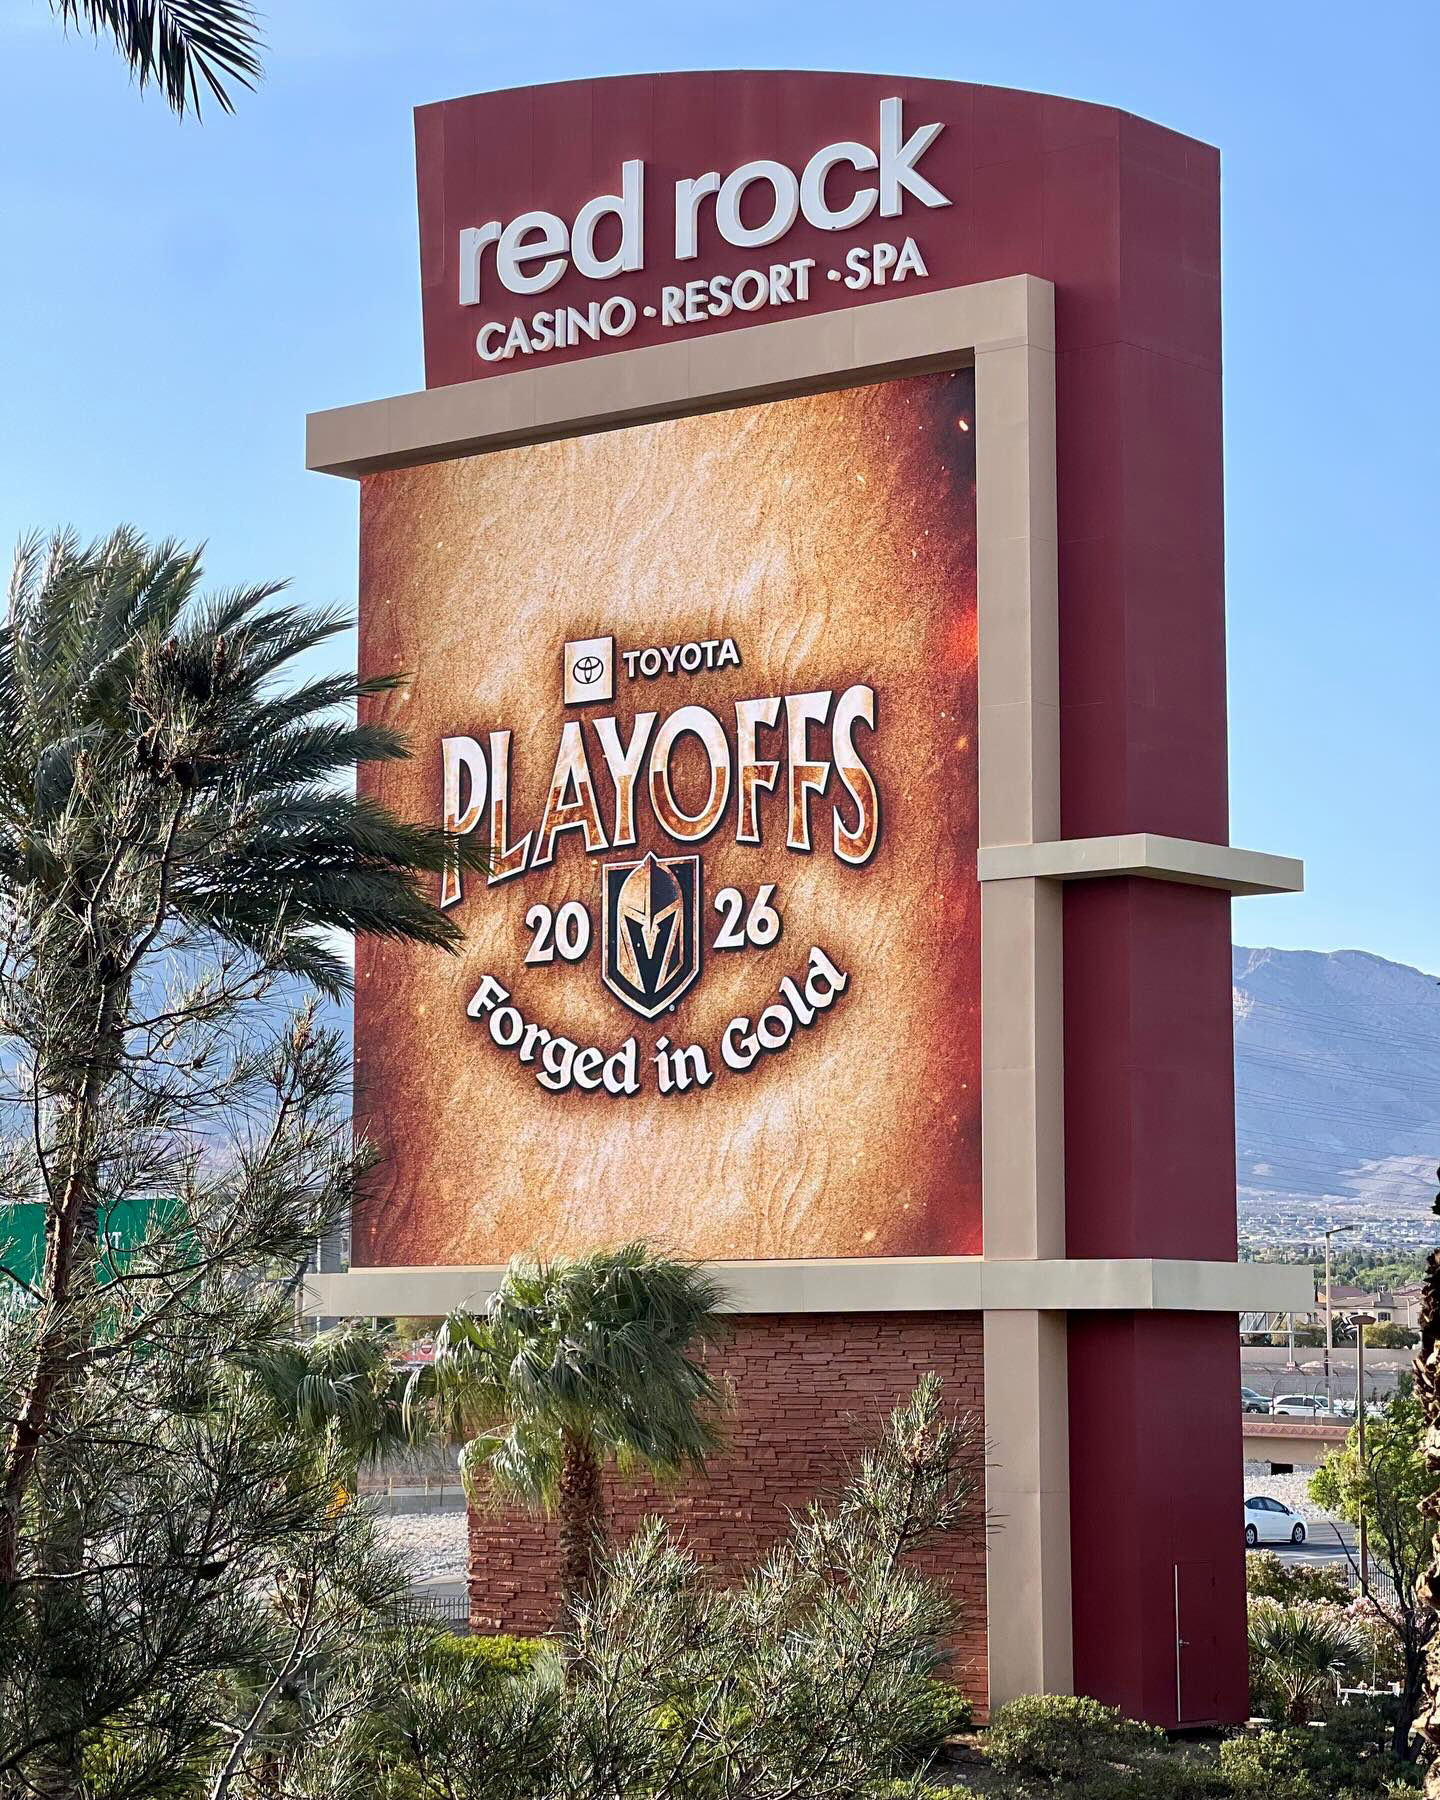 red rock
CASINO · RESORT · SPA
TOYOTA
PLAYOFFS
20 26
Forged in Gold